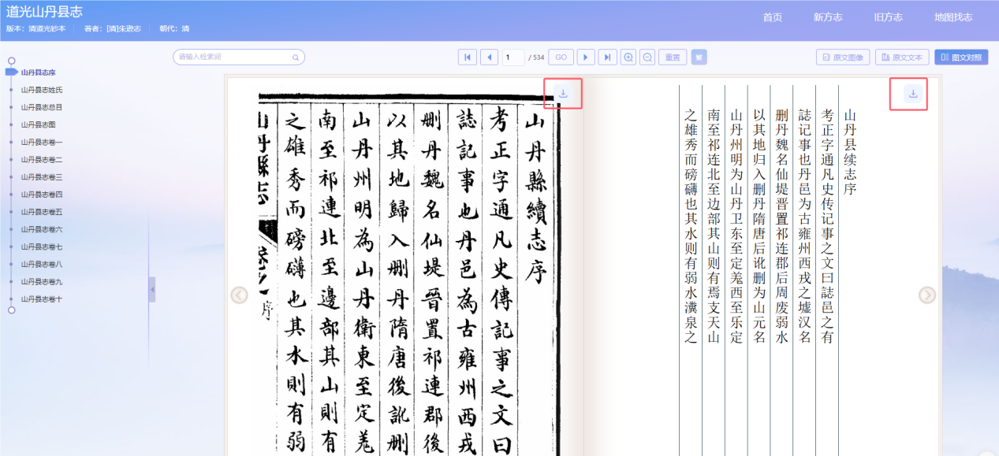 道光山丹县志
版本：清道光钞本 著者：[清]朱逊志 朝代：清
首页 新方志 旧方志 地图找志
请输入检索词
1 / 534 GO 重置 繁
原文图像 原文文本 图文对照
山丹县志序
山丹县志姓氏
山丹县志总目
山丹县志图
山丹县志卷一
山丹县志卷二
山丹县志卷三
山丹县志卷四
山丹县志卷五
山丹县志卷六
山丹县志卷七
山丹县志卷八
山丹县志卷九
山丹县志卷十
山丹縣續志序
考正字通凡史傳記事之文曰
誌記事也丹邑為古雍州西戎
删丹魏名仙堤晉置祁連郡後
以其地歸入删丹隋唐後訛删
山丹州明為山丹衛東至定羗
南至祁連北至邊部其山則有
之雄秀而磅礴也其水則有弱
山丹縣志
序
山丹县续志序
考正字通凡史传记事之文曰誌邑之有
誌记事也丹邑为古雍州西戎之墟汉名
删丹魏名仙堤晋置祁连郡后周废弱水
以其地归入删丹隋唐后讹删为山元名
山丹州明为山丹卫东至定羗西至乐定
南至祁连北至边部其山则有焉支天山
之雄秀而磅礴也其水则有弱水瀵泉之